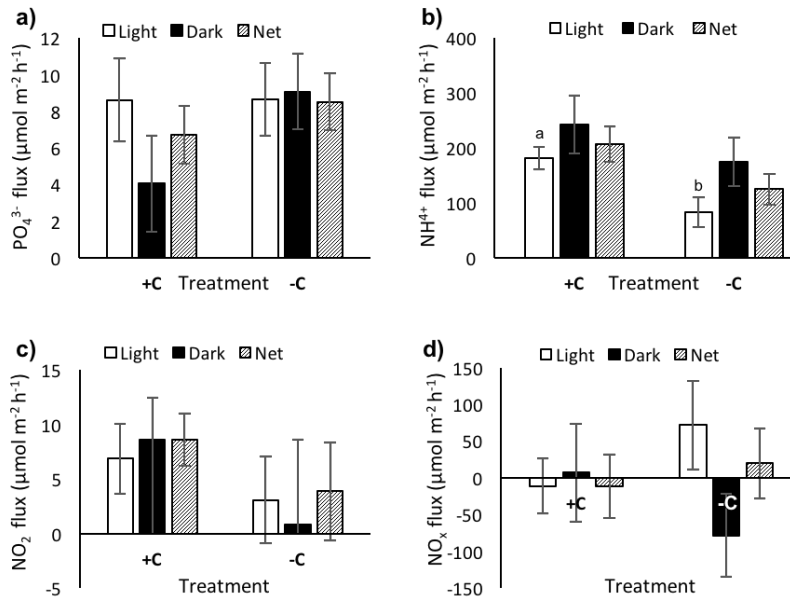 a)
Light Dark Net
PO₄³⁻ flux (µmol m⁻² h⁻¹)
12
10
8
6
4
2
0
+C Treatment -C
b)
Light Dark Net
NH⁴⁺ flux (µmol m⁻² h⁻¹)
400
300
200
100
0
a
b
+C Treatment -C
c)
Light Dark Net
NO₂ flux (µmol m⁻² h⁻¹)
15
10
5
0
-5
+C -C
Treatment
d)
Light Dark Net
NOₓ flux (µmol m⁻² h⁻¹)
150
100
50
0
-50
-100
-150
+C -C
Treatment